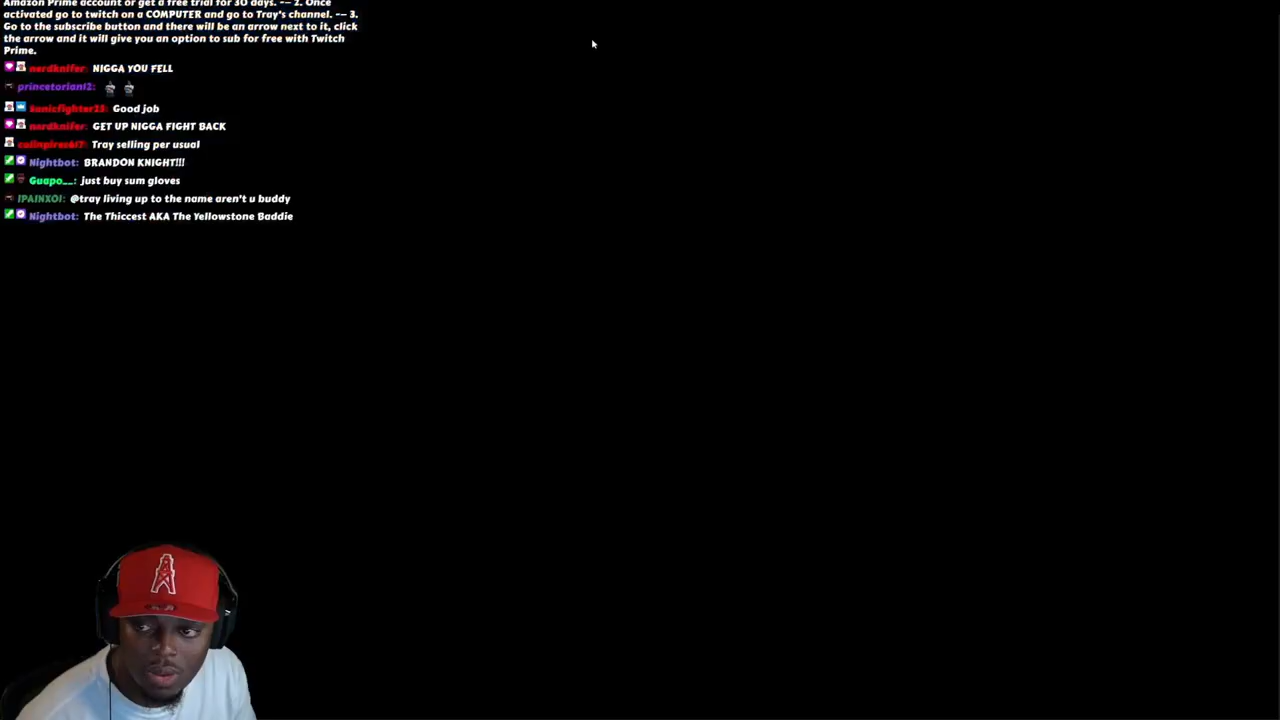 Amazon Prime account or get a free trial for 30 days. -- 2. Once
activated go to twitch on a COMPUTER and go to Tray's channel. -- 3.
Go to the subscribe button and there will be an arrow next to it, click
the arrow and it will give you an option to sub for free with Twitch
Prime.
nerdknifer: NIGGA YOU FELL
princetorian12:
Sanicfighter15: Good job
nerdknifer: GET UP NIGGA FIGHT BACK
Tray selling per usual
Nightbot: BRANDON KNIGHT!!!
Guapo__: just buy sum gloves
IPAINXOI: @tray living up to the name aren't u buddy
Nightbot: The Thiccest AKA The Yellowstone Baddie